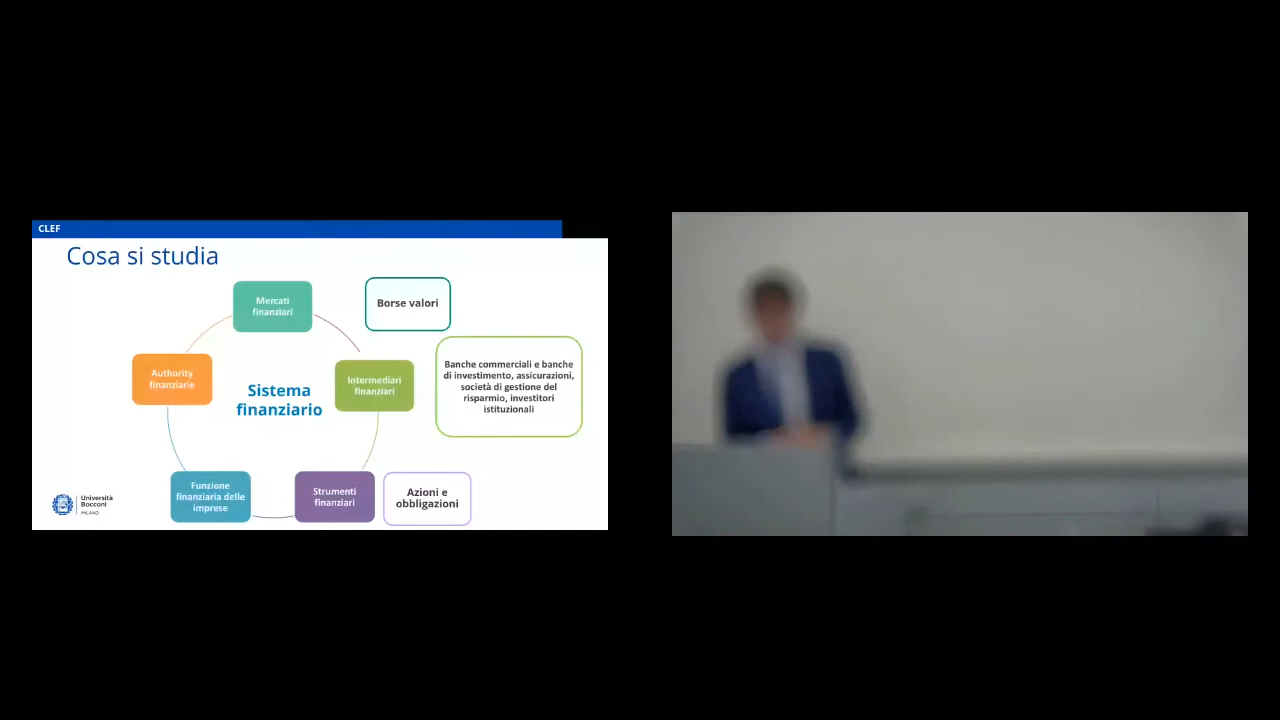 CLEF
Cosa si studia
Mercati
finanziari
Borse valori
Authority
finanziarie
Sistema
finanziario
Intermediari
finanziari
Banche commerciali e banche
di investimento, assicurazioni,
società di gestione del
risparmio, investitori
istituzionali
Funzione
finanziaria delle
imprese
Strumenti
finanziari
Azioni e
obbligazioni
Università
Bocconi
MILANO